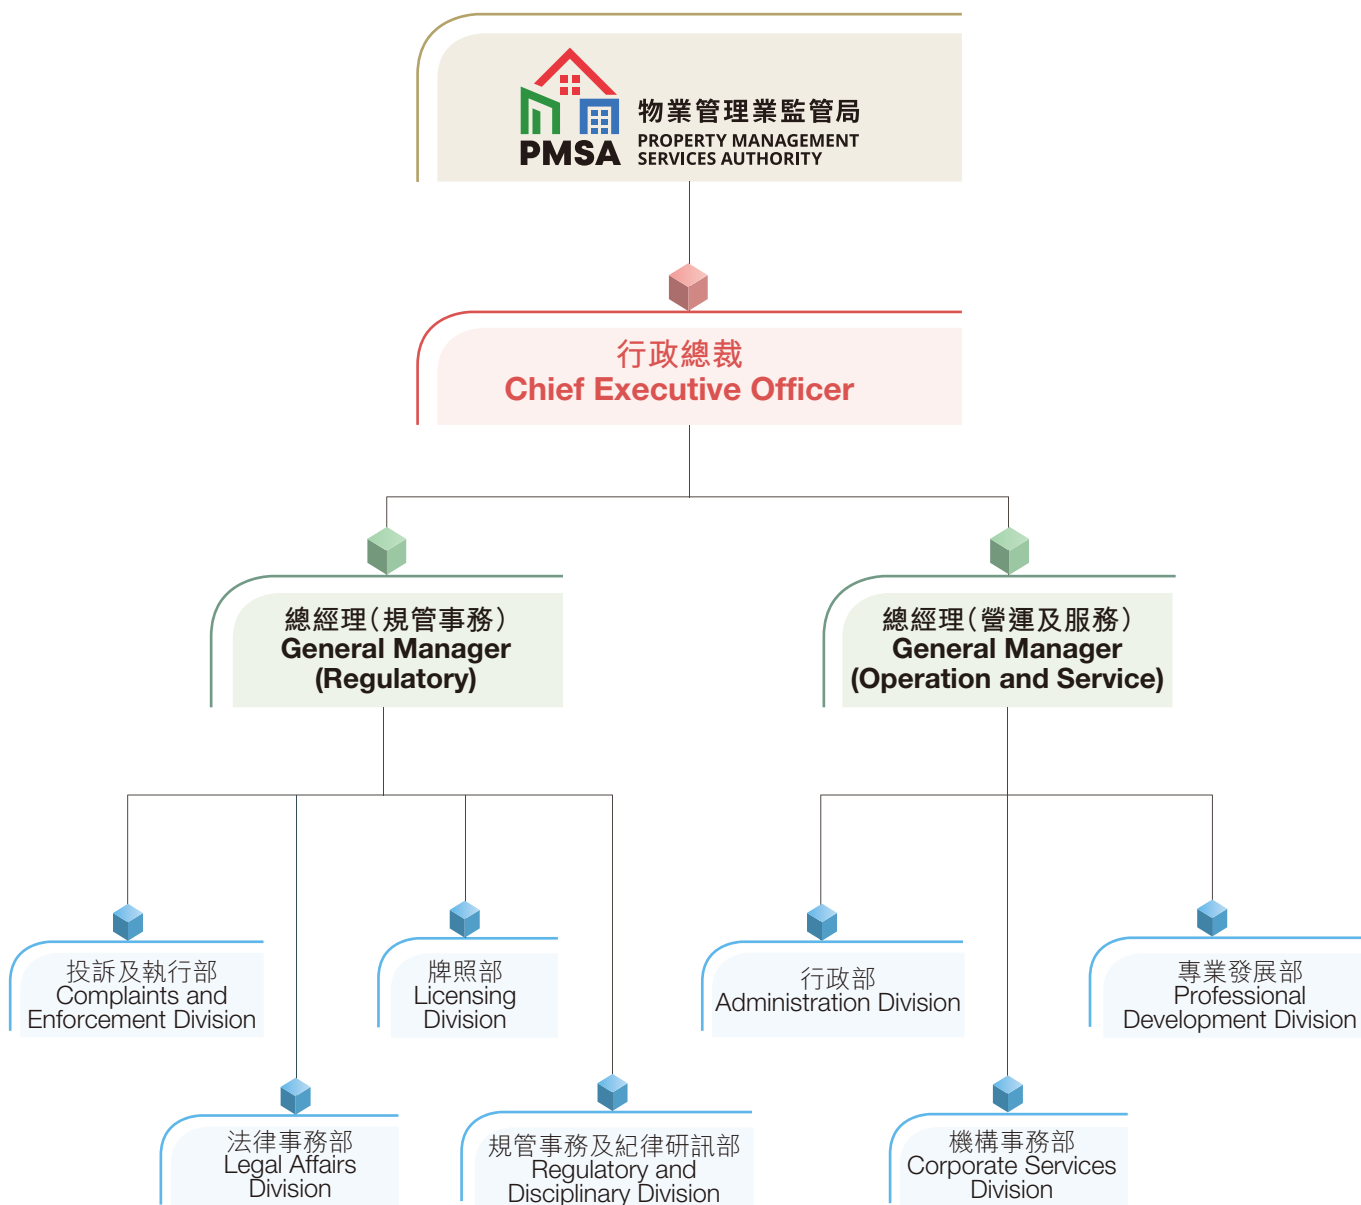 物業管理業監管局
PROPERTY MANAGEMENT
SERVICES AUTHORITY
PMSA
行政總裁
Chief Executive Officer
總經理(規管事務)
General Manager
(Regulatory)
總經理(營運及服務)
General Manager
(Operation and Service)
投訴及執行部
Complaints and
Enforcement Division
牌照部
Licensing
Division
行政部
Administration Division
專業發展部
Professional
Development Division
法律事務部
Legal Affairs
Division
規管事務及紀律研訊部
Regulatory and
Disciplinary Division
機構事務部
Corporate Services
Division